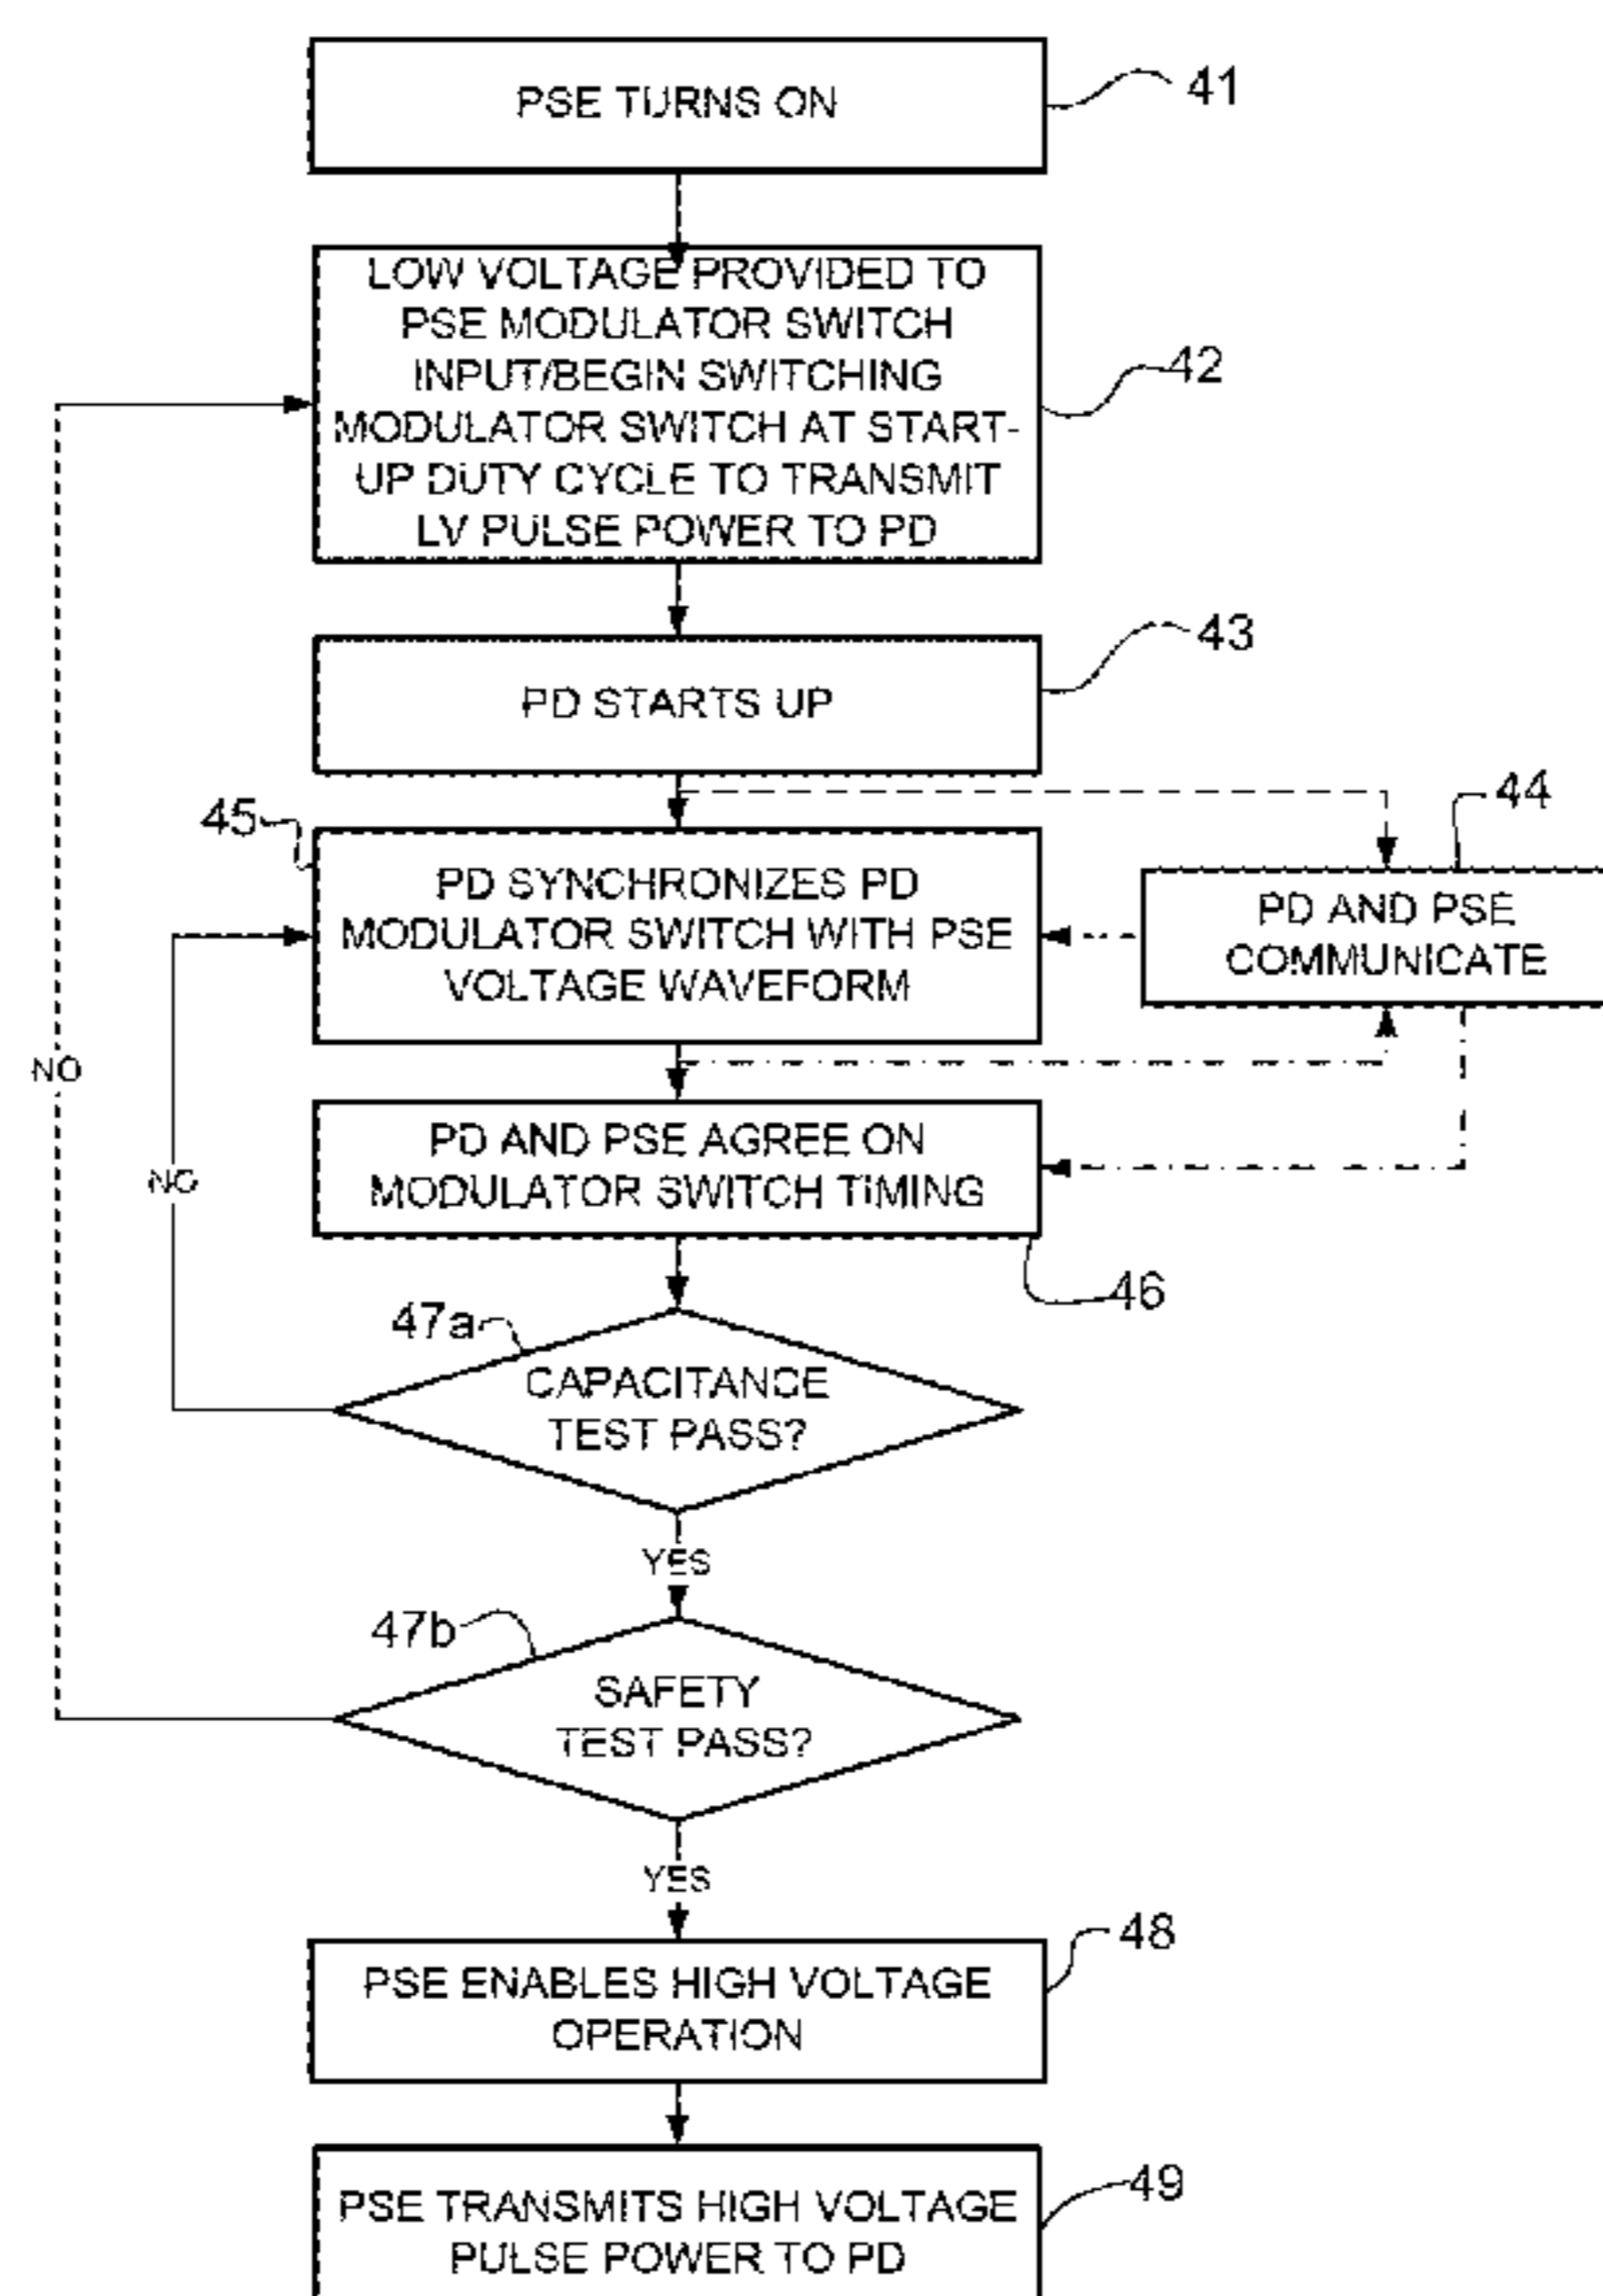 PSE TURNS ON
41
LOW VOLTAGE PROVIDED TO
PSE MODULATOR SWITCH
INPUT/BEGIN SWITCHING
MODULATOR SWITCH AT START-
UP DUTY CYCLE TO TRANSMIT
LV PULSE POWER TO PD
42
PD STARTS UP
43
44
45
PD SYNCHRONIZES PD
MODULATOR SWITCH WITH PSE
VOLTAGE WAVEFORM
PD AND PSE
COMMUNICATE
NO
PD AND PSE AGREE ON
MODULATOR SWITCH TIMING
NO
46
47a
CAPACITANCE
TEST PASS?
YES
47b
SAFETY
TEST PASS?
YES
48
PSE ENABLES HIGH VOLTAGE
OPERATION
49
PSE TRANSMITS HIGH VOLTAGE
PULSE POWER TO PD